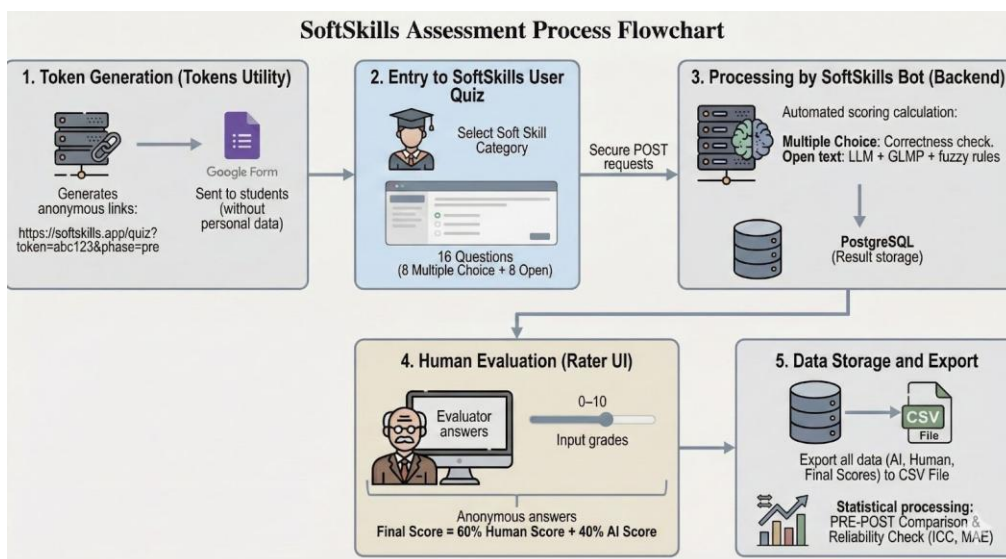 SoftSkills Assessment Process Flowchart
1. Token Generation (Tokens Utility)
Google Form
Generates
anonymous links:
https://softskills.app/quiz?
token=abc123&phase=pre
Sent to students
(without
personal data)
2. Entry to SoftSkills User
Quiz
Select Soft Skill
Category
16 Questions
(8 Multiple Choice + 8 Open)
Secure POST
requests
3. Processing by SoftSkills Bot (Backend)
Automated scoring calculation:
Multiple Choice: Correctness check.
Open text: LLM + GLMP + fuzzy rules
PostgreSQL
(Result storage)
4. Human Evaluation (Rater UI)
Evaluator
answers
0–10
Input grades
Anonymous answers
Final Score = 60% Human Score + 40% AI Score
5. Data Storage and Export
CSV
File
Export all data (AI, Human,
Final Scores) to CSV File
Statistical processing:
PRE-POST Comparison &
Reliability Check (ICC, MAE)